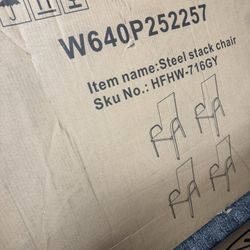 W640P252257
Item name:Steel stack chair
Sku No.: HFHW-716GY